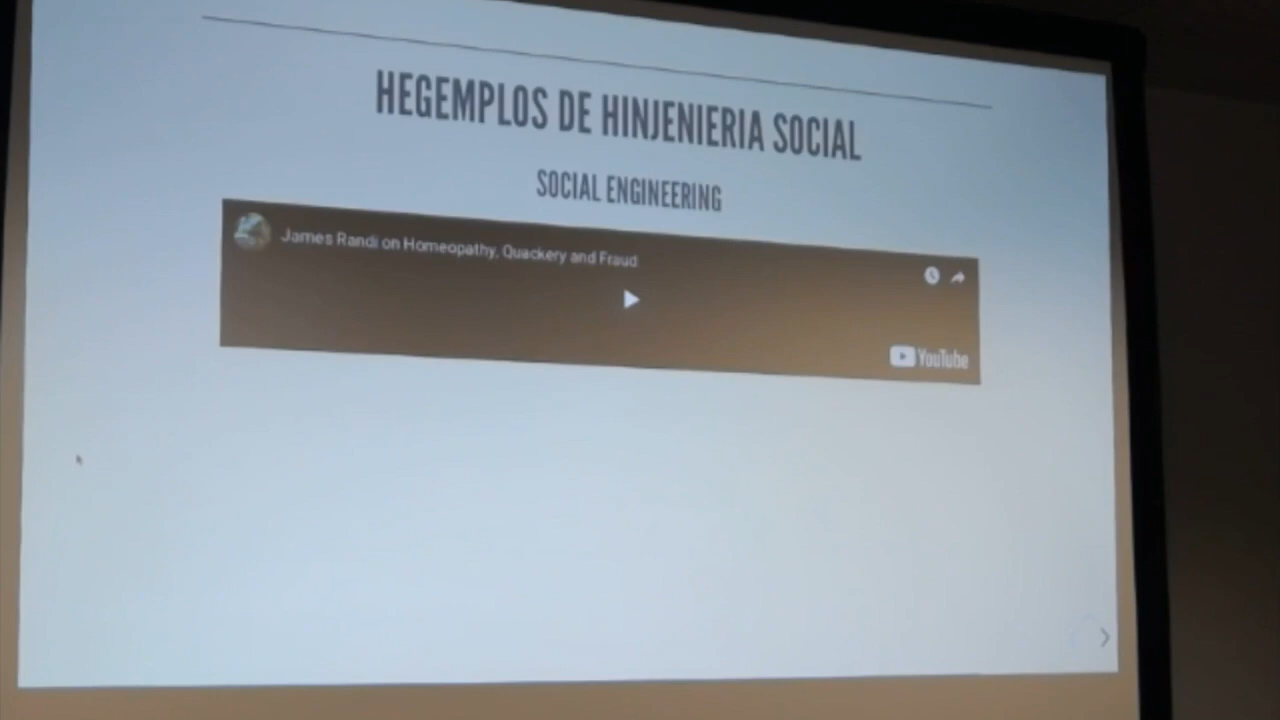 HEGEMPLOS DE HINJENIERIA SOCIAL
SOCIAL ENGINEERING
James Randi on Homeopathy, Quackery and Fraud
YouTube